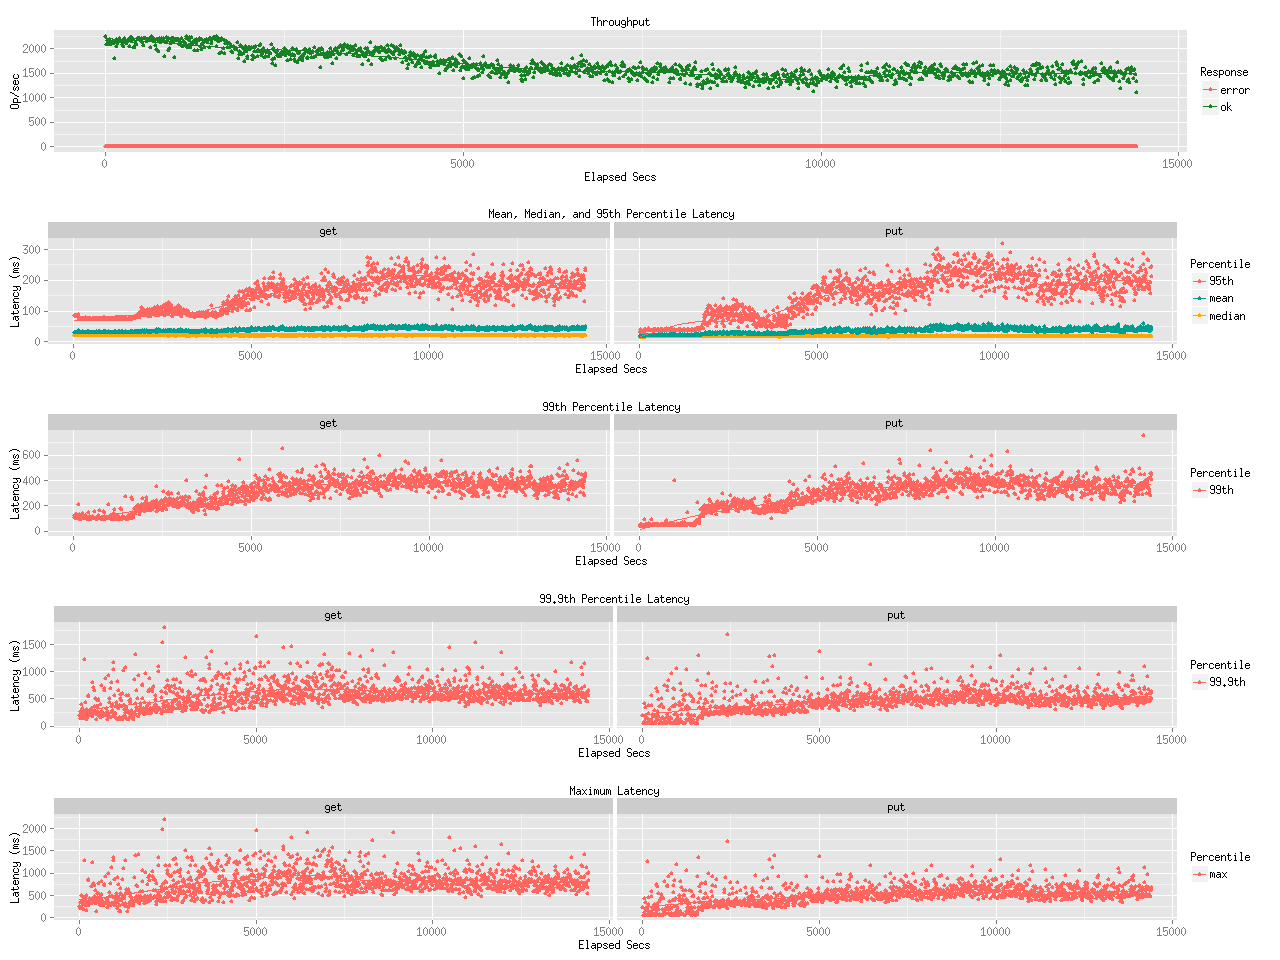 Throughput
2000
1500
1000
500
0
Op/sec
0 5000 10000 15000
Elapsed Secs
Response
error
ok
Mean, Median, and 95th Percentile Latency
get put
300
200
100
0
Latency (ms)
0 5000 10000 15000 0 5000 10000 15000
Elapsed Secs
Percentile
95th
mean
median
99th Percentile Latency
get put
600
400
200
0
Latency (ms)
0 5000 10000 15000 0 5000 10000 15000
Elapsed Secs
Percentile
99th
99.9th Percentile Latency
get put
1500
1000
500
0
Latency (ms)
0 5000 10000 15000 0 5000 10000 15000
Elapsed Secs
Percentile
99.9th
Maximum Latency
get put
2000
1500
1000
500
0
Latency (ms)
0 5000 10000 15000 0 5000 10000 15000
Elapsed Secs
Percentile
max